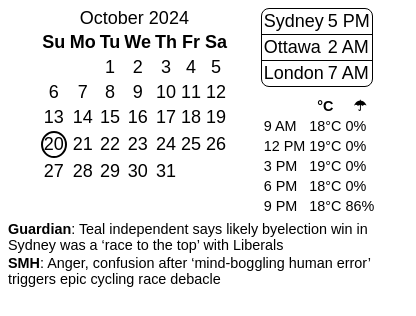 October 2024
Su Mo Tu We Th Fr Sa
1 2 3 4 5
6 7 8 9 10 11 12
13 14 15 16 17 18 19
20 21 22 23 24 25 26
27 28 29 30 31
Sydney 5 PM
Ottawa 2 AM
London 7 AM
°C ☂
9 AM 18°C 0%
12 PM 19°C 0%
3 PM 19°C 0%
6 PM 18°C 0%
9 PM 18°C 86%
Guardian: Teal independent says likely byelection win in
Sydney was a ‘race to the top’ with Liberals
SMH: Anger, confusion after ‘mind-boggling human error’
triggers epic cycling race debacle